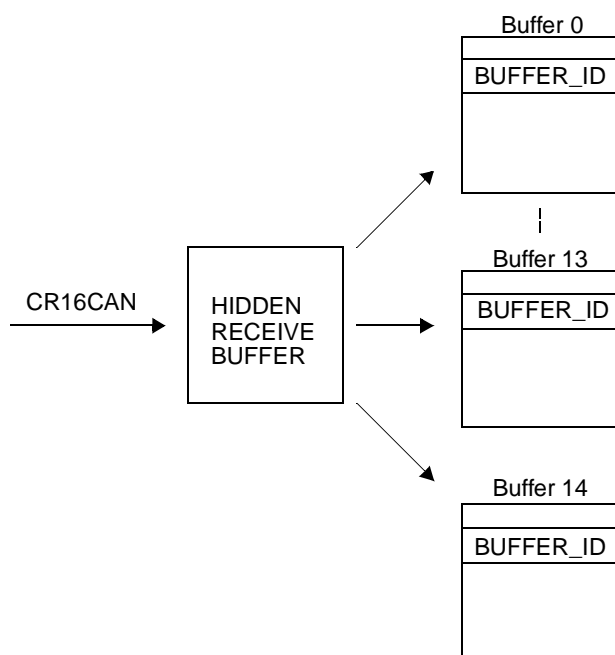 Buffer 0
BUFFER_ID
Buffer 13
BUFFER_ID
CR16CAN
HIDDEN
RECEIVE
BUFFER
Buffer 14
BUFFER_ID